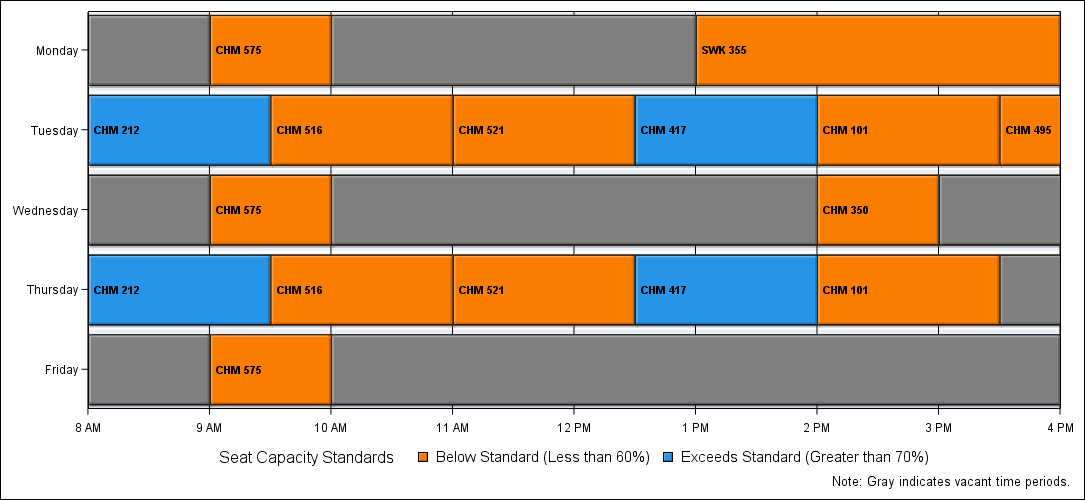 Monday
CHM 575
SWK 355
Tuesday
CHM 212
CHM 516
CHM 521
CHM 417
CHM 101
CHM 495
Wednesday
CHM 575
CHM 350
Thursday
CHM 212
CHM 516
CHM 521
CHM 417
CHM 101
Friday
CHM 575
8 AM 9 AM 10 AM 11 AM 12 PM 1 PM 2 PM 3 PM 4 PM
Seat Capacity Standards Below Standard (Less than 60%) Exceeds Standard (Greater than 70%)
Note: Gray indicates vacant time periods.